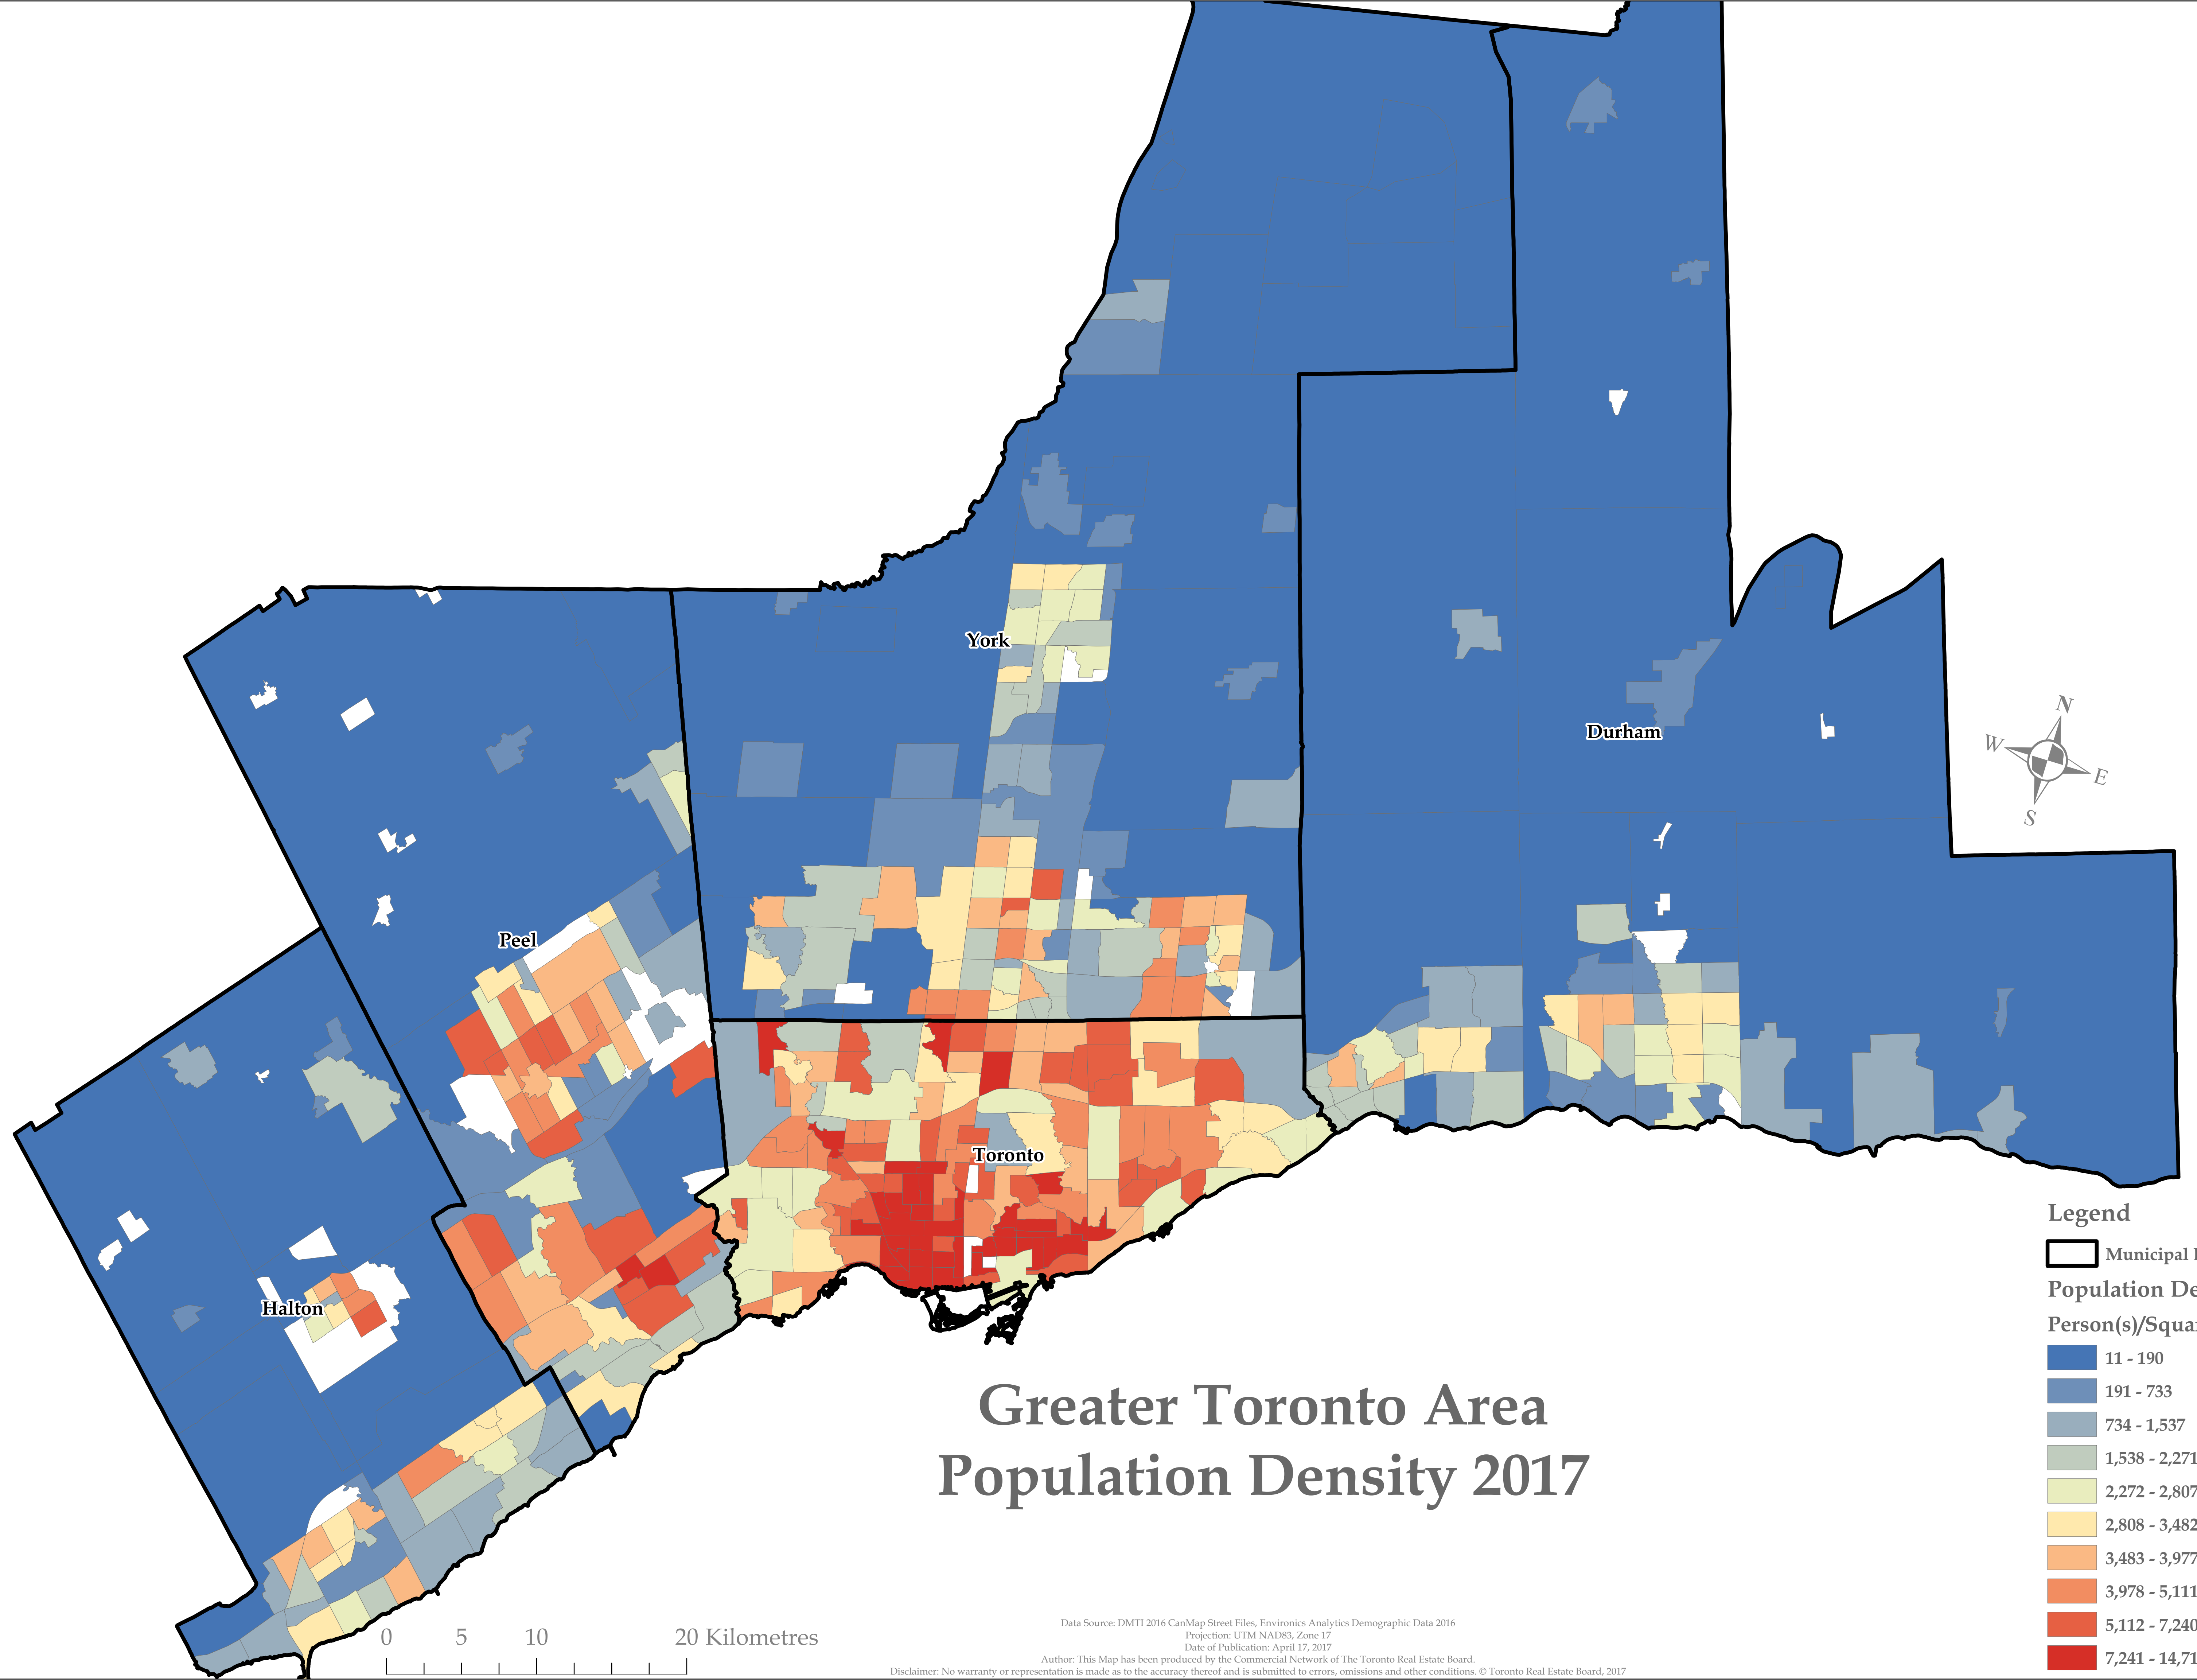 York
Durham
N
W
E
S
Peel
Toronto
Halton
Legend
Municipal
Population
Person(s)/
11 - 190
191 - 733
734 - 1,537
1,538 - 2,271
2,272 - 2,807
2,808 - 3,482
3,483 - 3,977
3,978 - 5,111
5,112 - 7,240
7,241 -
Greater Toronto Area
Population Density 2017
0 5 10 20 Kilometres
Data Source: DMTI 2016 CanMap Street Files, Environics Analytics Demographic Data 2016
Projection: UTM NAD83, Zone 17
Date of Publication: April 17, 2017
Author: This Map has been produced by the Commercial Network of The Toronto Real Estate Board.
Disclaimer: No warranty or representation is made as to the accuracy thereof and is submitted to errors, omissions and other conditions. © Toronto Real Estate Board, 2017